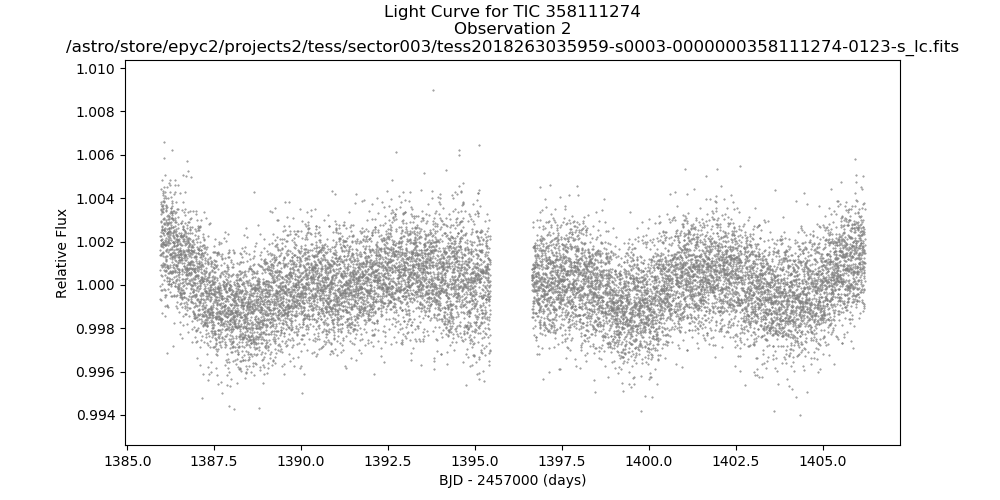 Light Curve for TIC 358111274
Observation 2
/astro/store/epyc2/projects2/tess/sector003/tess2018263035959-s0003-0000000358111274-0123-s_lc.fits
1.010
1.008
1.006
1.004
1.002
1.000
0.998
0.996
0.994
Relative Flux
1385.0 1387.5 1390.0 1392.5 1395.0 1397.5 1400.0 1402.5 1405.0
BJD - 2457000 (days)